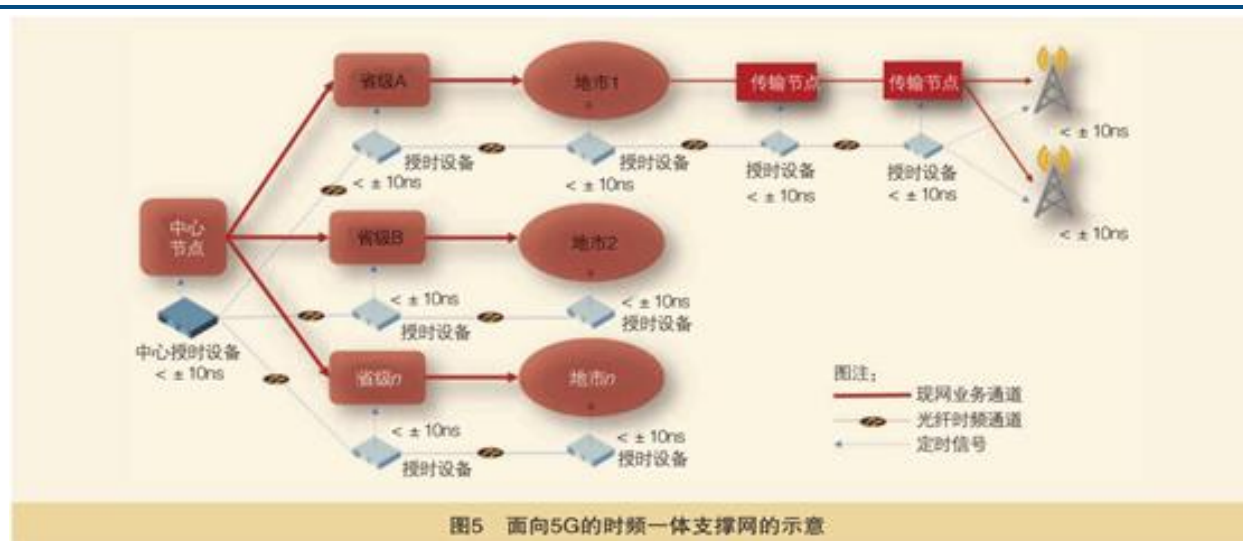 省级A
地市1
传输节点
传输节点
授时设备
< ± 10ns
授时设备
< ± 10ns
授时设备
< ± 10ns
授时设备
< ± 10ns
< ± 10ns
< ± 10ns
中心
节点
省级B
地市2
< ± 10ns
授时设备
< ± 10ns
授时设备
中心授时设备
< ± 10ns
省级n
地市n
< ± 10ns
授时设备
< ± 10ns
授时设备
图注:
现网业务通道
光纤时频通道
定时信号
图5 面向5G的时频一体支撑网的示意